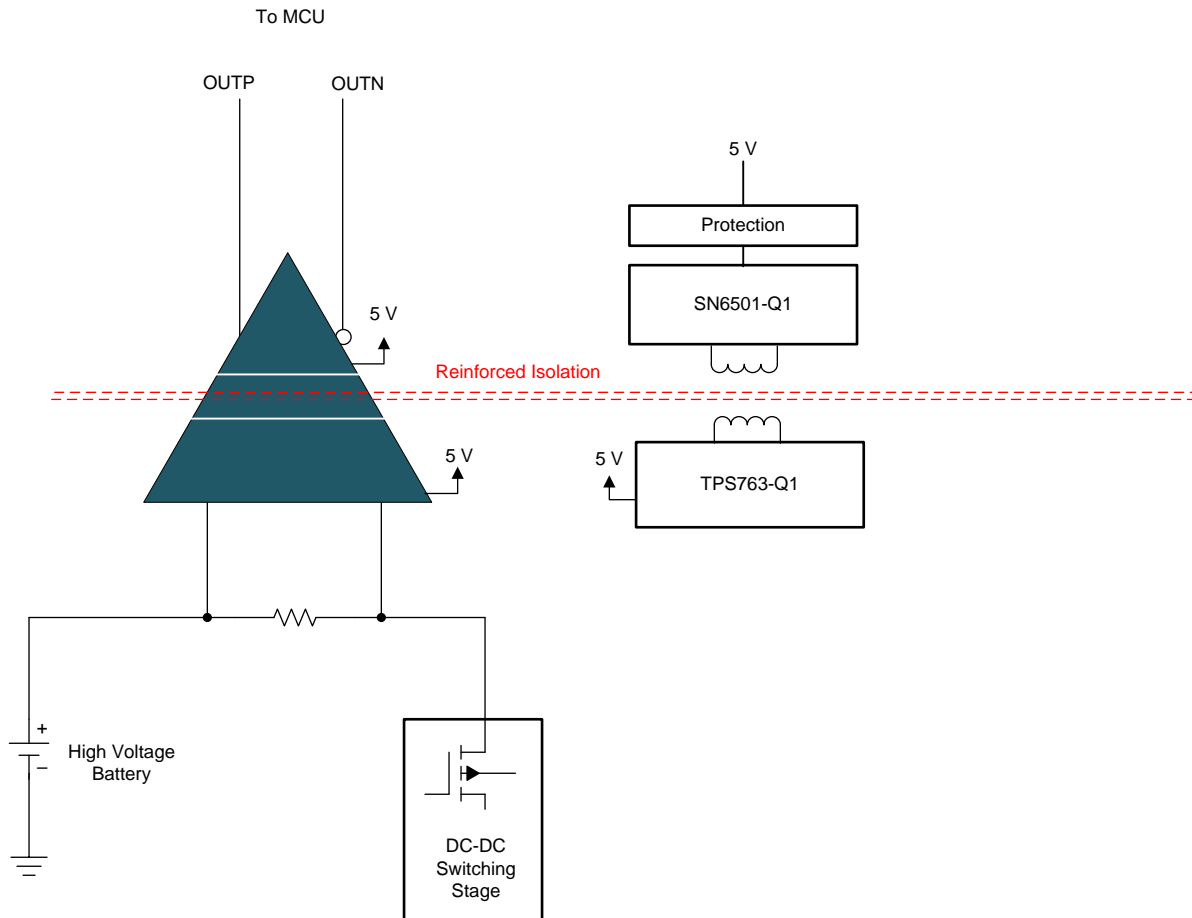 To MCU
OUTP
OUTN
5 V
Protection
SN6501-Q1
5 V
Reinforced Isolation
5 V
5 V
TPS763-Q1
+
−
High Voltage
Battery
DC-DC
Switching
Stage